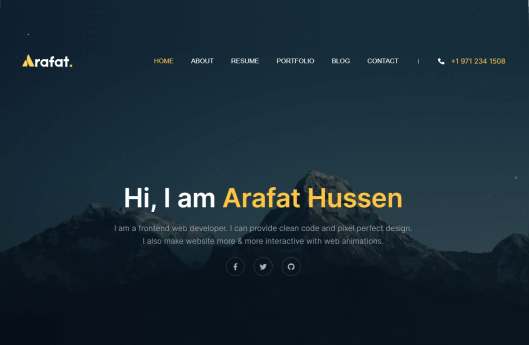 Arafat.
HOME ABOUT RESUME PORTFOLIO BLOG CONTACT | +1 971 234 1508
Hi, I am Arafat Hussen
I am a frontend web developer. I can provide clean code and pixel perfect design.
I also make website more & more interactive with web animations.